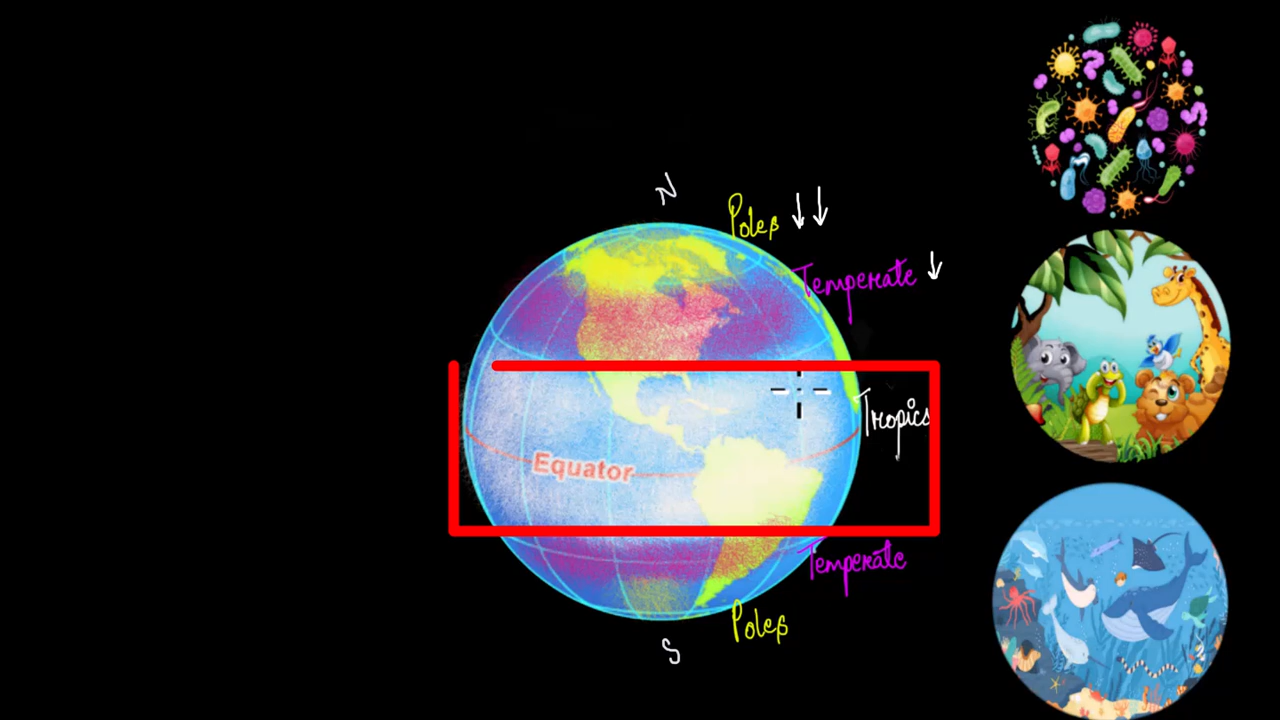 N
Poles ↓↓
Temperate ↓
Tropics
Equator
Temperate
Poles
S